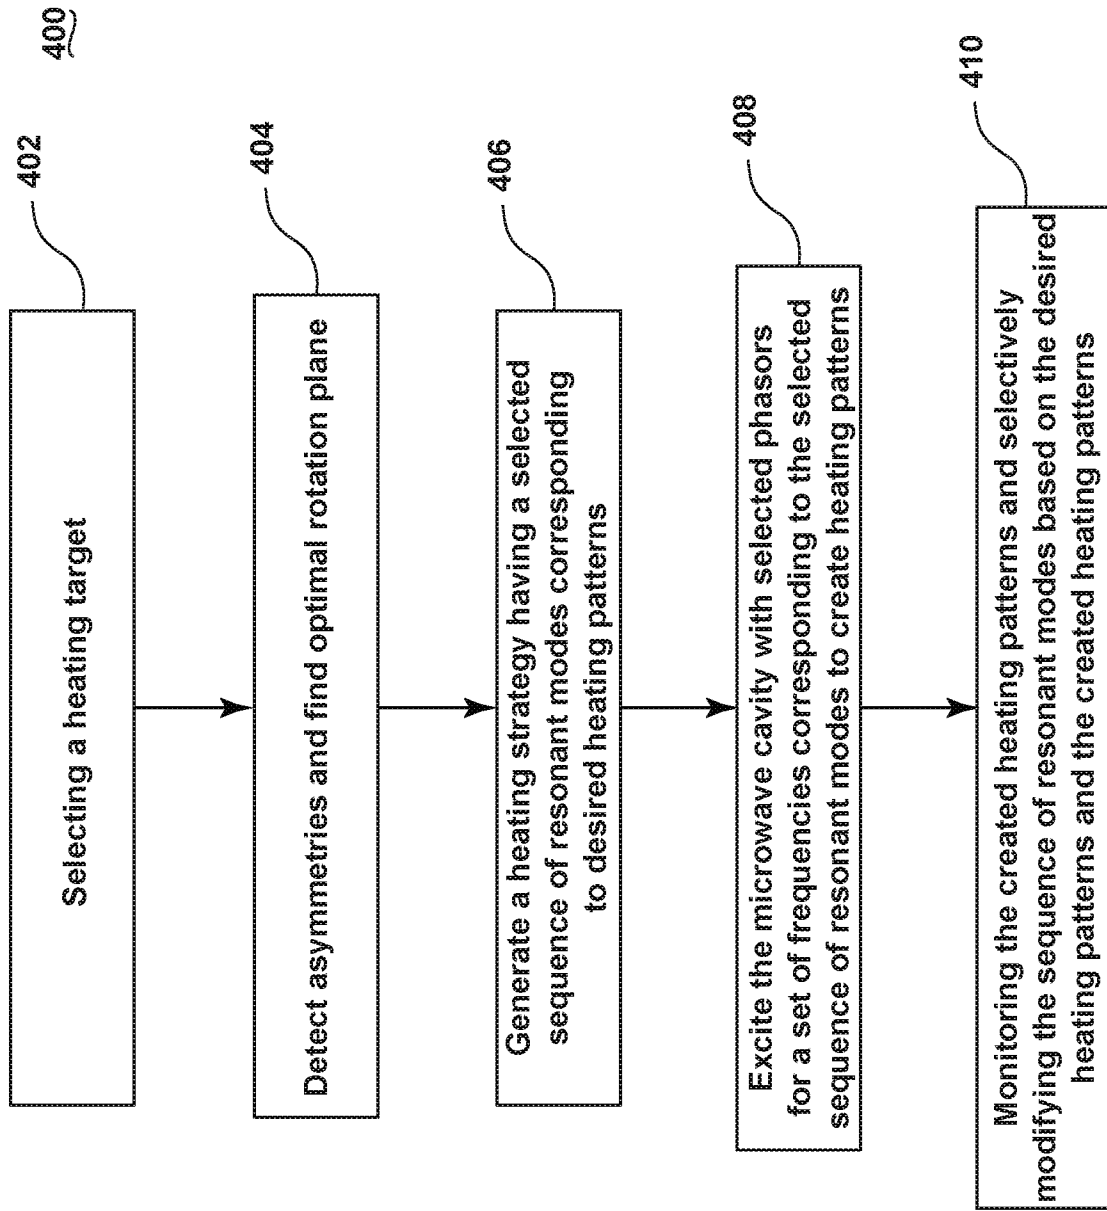 400
402
Selecting a heating target
404
Detect asymmetries and find optimal rotation plane
406
Generate a heating strategy having a selected
sequence of resonant modes corresponding
to desired heating patterns
408
Excite the microwave cavity with selected phasors
for a set of frequencies corresponding to the selected
sequence of resonant modes to create heating patterns
410
Monitoring the created heating patterns and selectively
modifying the sequence of resonant modes based on the desired
heating patterns and the created heating patterns